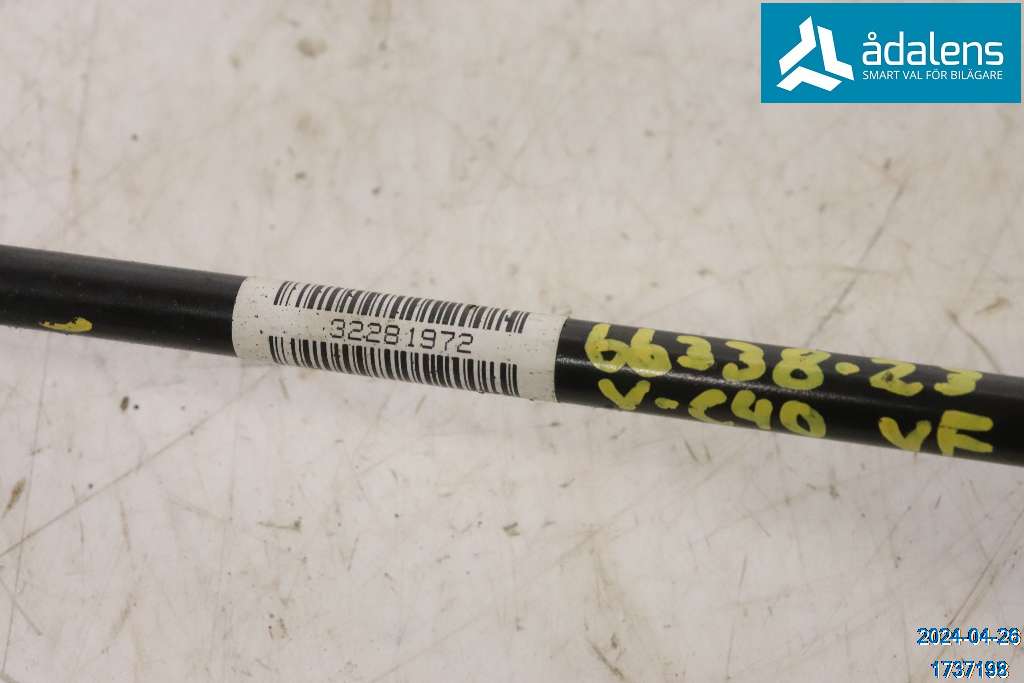 ådalens
SMART VAL FÖR BILÄGARE
32281972
66338-23
V-C40 VF
2024-04-26
1737198